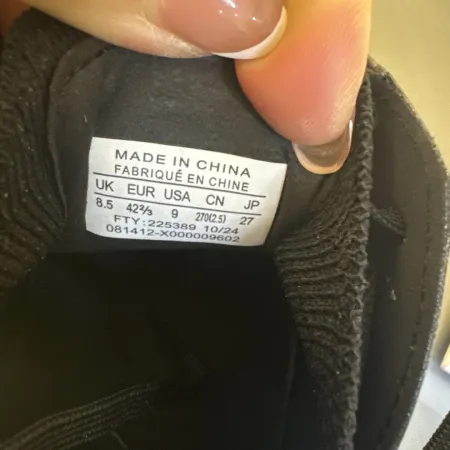 MADE IN CHINA
FABRIQUÉ EN CHINE
UK EUR USA CN JP
8.5 42⅔ 9 270(2.5) 27
FTY:225389 10/24
081412-X000009602